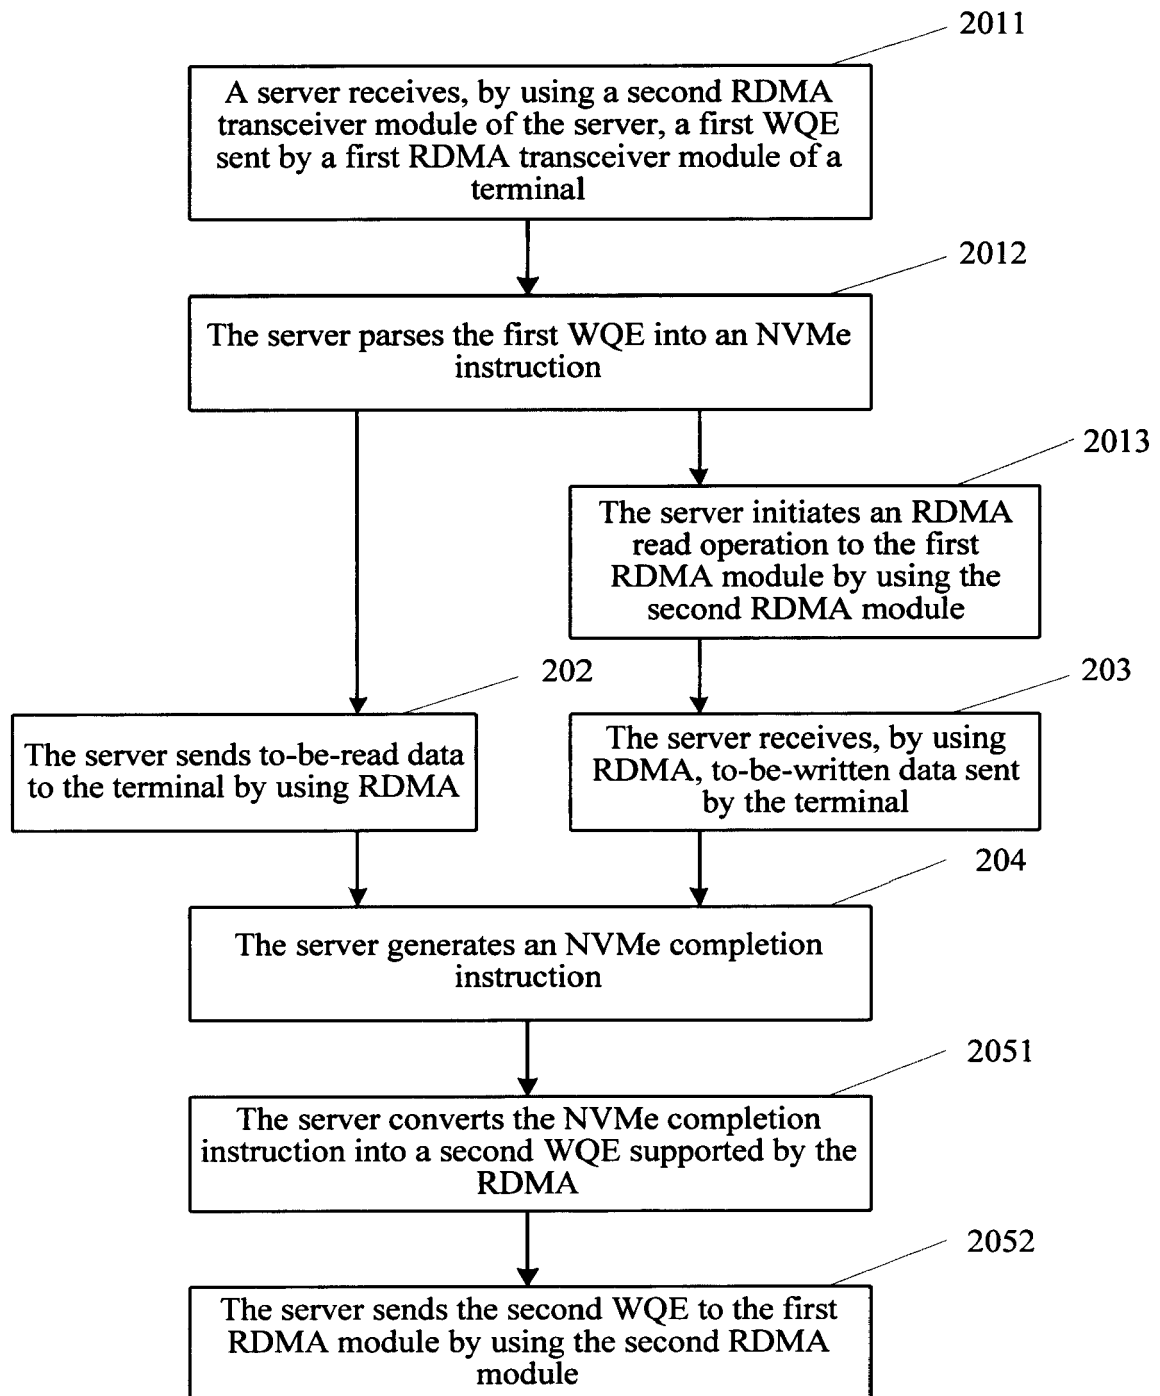 2011
A server receives, by using a second RDMA
transceiver module of the server, a first WQE
sent by a first RDMA transceiver module of a
terminal
2012
The server parses the first WQE into an NVMe
instruction
2013
The server initiates an RDMA
read operation to the first
RDMA module by using the
second RDMA module
202
The server sends to-be-read data
to the terminal by using RDMA
203
The server receives, by using
RDMA, to-be-written data sent
by the terminal
204
The server generates an NVMe completion
instruction
2051
The server converts the NVMe completion
instruction into a second WQE supported by the
RDMA
2052
The server sends the second WQE to the first
RDMA module by using the second RDMA
module